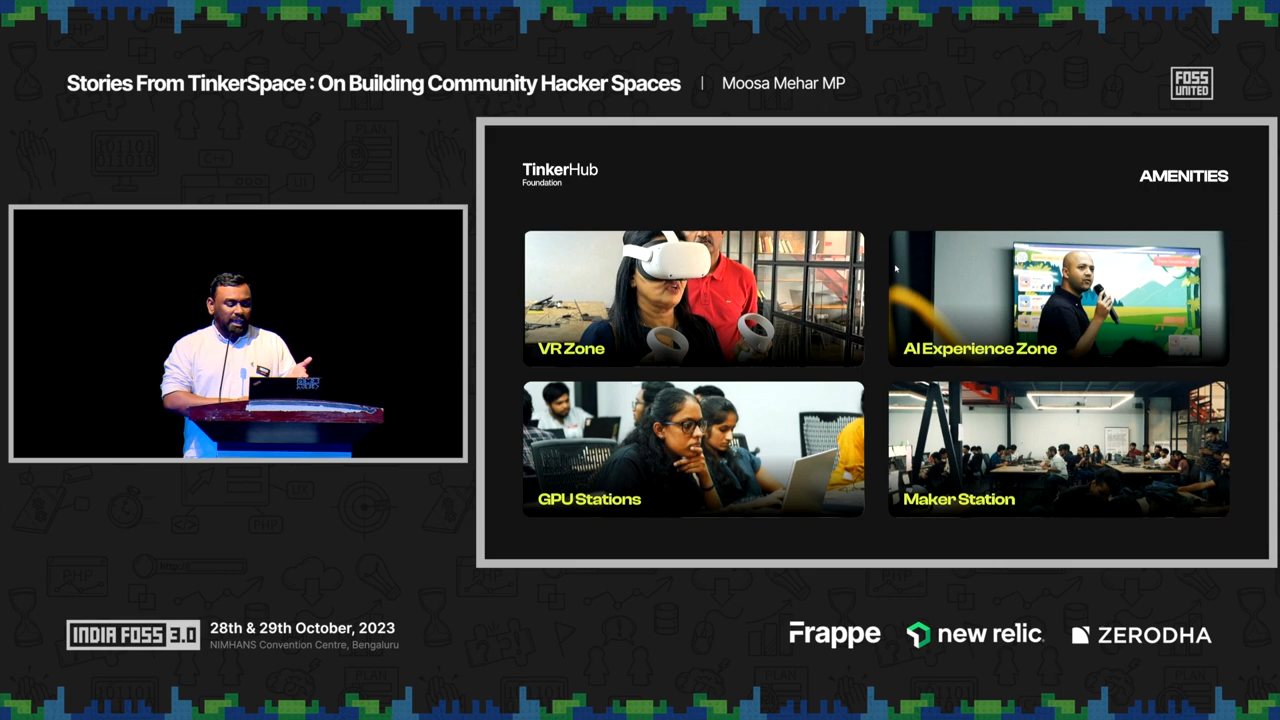 Stories From TinkerSpace : On Building Community Hacker Spaces | Moosa Mehar MP
FOSS
UNITED
TinkerHub
Foundation
AMENITIES
VR Zone
AI Experience Zone
GPU Stations
Maker Station
INDIA FOSS 3.0
28th & 29th October, 2023
NIMHANS Convention Centre, Bengaluru
Frappe
new relic
ZERODHA